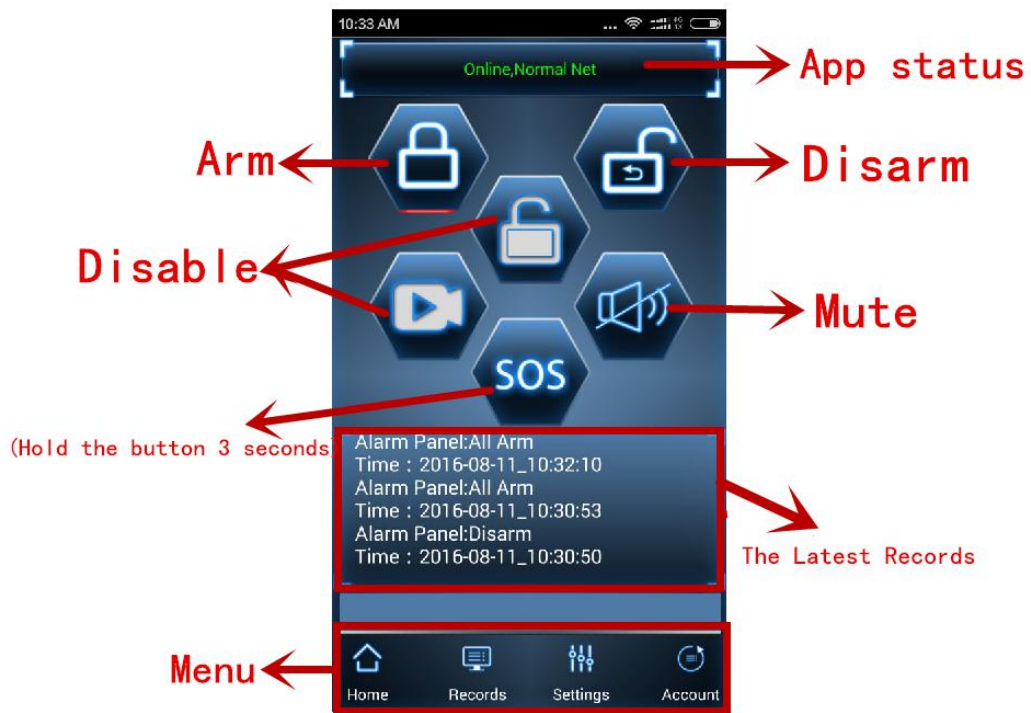 10:33 AM
... 4G 1X
Online,Normal Net
App status
Arm
Disarm
Disable
Mute
SOS
(Hold the button 3 seconds)
Alarm Panel:All Arm
Time : 2016-08-11_10:32:10
Alarm Panel:All Arm
Time : 2016-08-11_10:30:53
Alarm Panel:Disarm
Time : 2016-08-11_10:30:50
The Latest Records
Menu
Home Records Settings Account